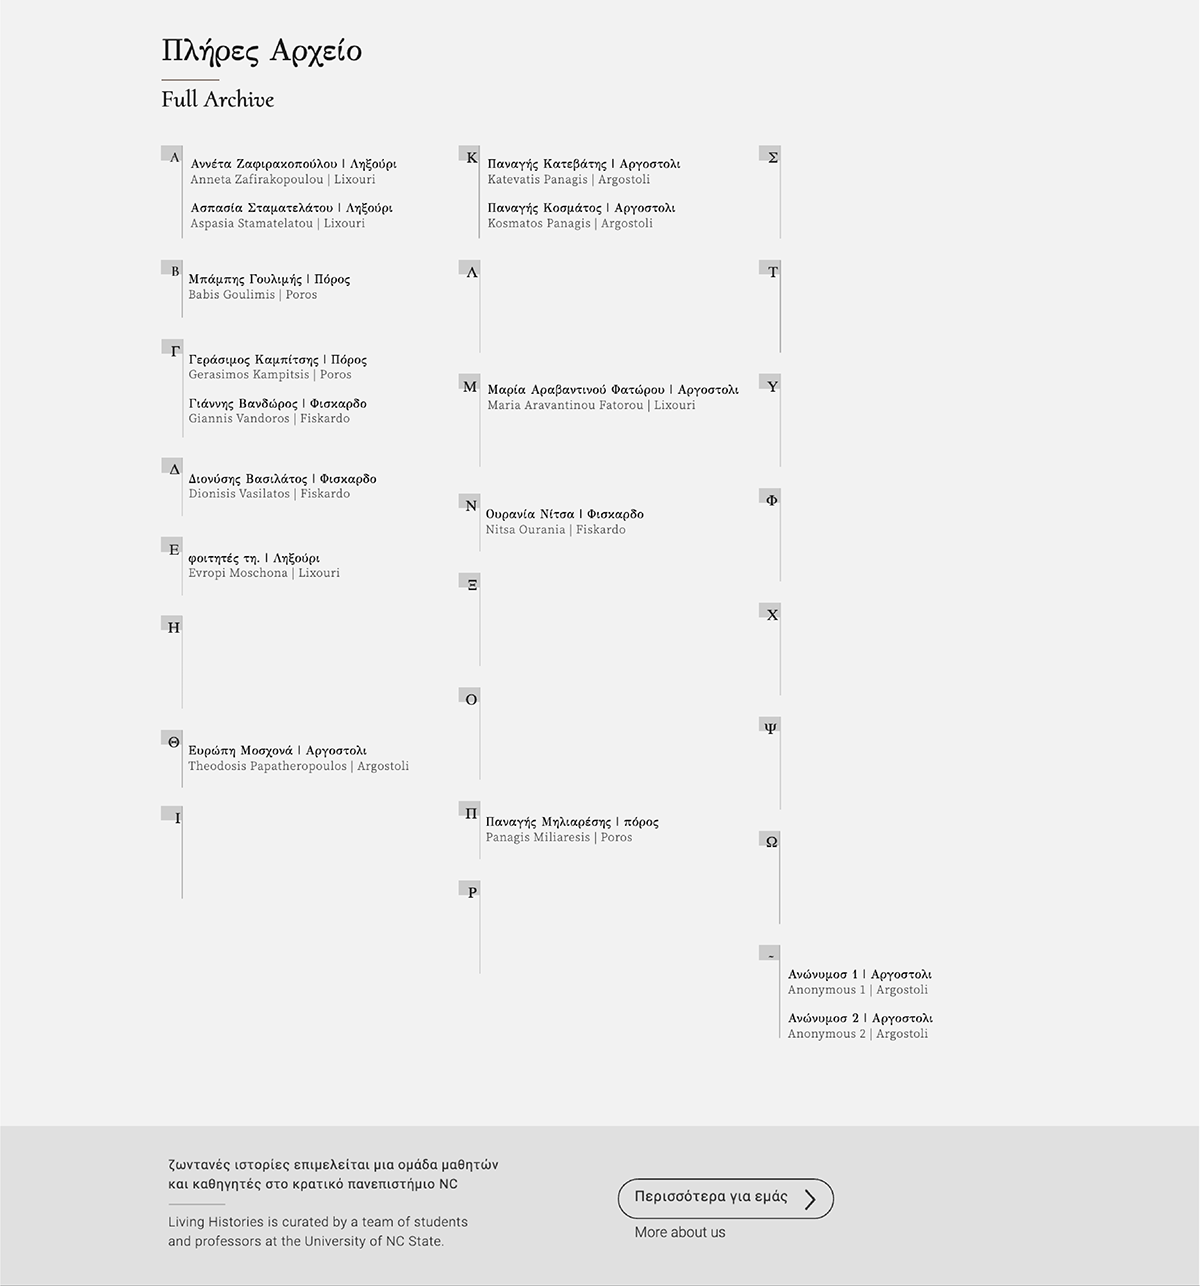 Πλήρες Αρχείο
Full Archive
Α
Αννέτα Ζαφιρακοπούλου | Ληξούρι
Anneta Zafirakopoulou | Lixouri
Ασπασία Σταματελάτου | Ληξούρι
Aspasia Stamatelatou | Lixouri
Β
Μπάμπης Γουλιμής | Πόρος
Babis Goulimis | Poros
Γ
Γεράσιμος Καμπίτσης | Πόρος
Gerasimos Kampitsis | Poros
Γιάννης Βανδώρος | Φισκαρδο
Giannis Vandoros | Fiskardo
Δ
Διονύσης Βασιλάτος | Φισκαρδο
Dionisis Vasilatos | Fiskardo
Ε
φοιτητές τη. | Ληξούρι
Evropi Moschona | Lixouri
Η
Θ
Ευρώπη Μοσχονά | Αργοστολι
Theodosis Papatheropoulos | Argostoli
Ι
Κ
Παναγής Κατεβάτης | Αργοστολι
Katevatis Panagis | Argostoli
Παναγής Κοσμάτος | Αργοστολι
Kosmatos Panagis | Argostoli
Λ
Μ
Μαρία Αραβαντινού Φατώρου | Αργοστολι
Maria Aravantinou Fatorou | Lixouri
Ν
Ουρανία Νίτσα | Φισκαρδο
Nitsa Ourania | Fiskardo
Ξ
Ο
Π
Παναγής Μηλιαρέσης | πόρος
Panagis Miliaresis | Poros
Ρ
Σ
Τ
Υ
Φ
Χ
Ψ
Ω
~
Ανώνυμοσ 1 | Αργοστολι
Anonymous 1 | Argostoli
Ανώνυμοσ 2 | Αργοστολι
Anonymous 2 | Argostoli
ζωντανές ιστορίες επιμελείται μια ομάδα μαθητών
και καθηγητές στο κρατικό πανεπιστήμιο NC
Living Histories is curated by a team of students
and professors at the University of NC State.
Περισσότερα για εμάς
More about us